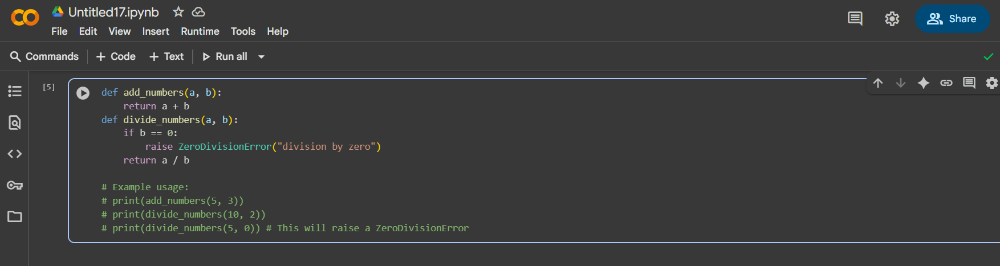 Untitled17.ipynb
File Edit View Insert Runtime Tools Help
Share
Commands + Code + Text Run all
[5]
def add_numbers(a, b):
    return a + b
def divide_numbers(a, b):
    if b == 0:
        raise ZeroDivisionError("division by zero")
    return a / b

# Example usage:
# print(add_numbers(5, 3))
# print(divide_numbers(10, 2))
# print(divide_numbers(5, 0)) # This will raise a ZeroDivisionError